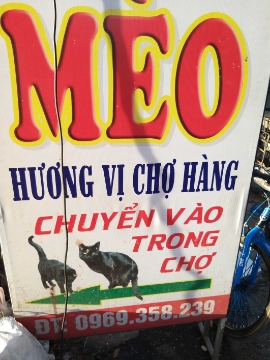 MÈO
HƯƠNG VỊ CHỢ HÀNG
CHUYỂN VÀO
TRONG
CHỢ
ĐT: 0969.358.239